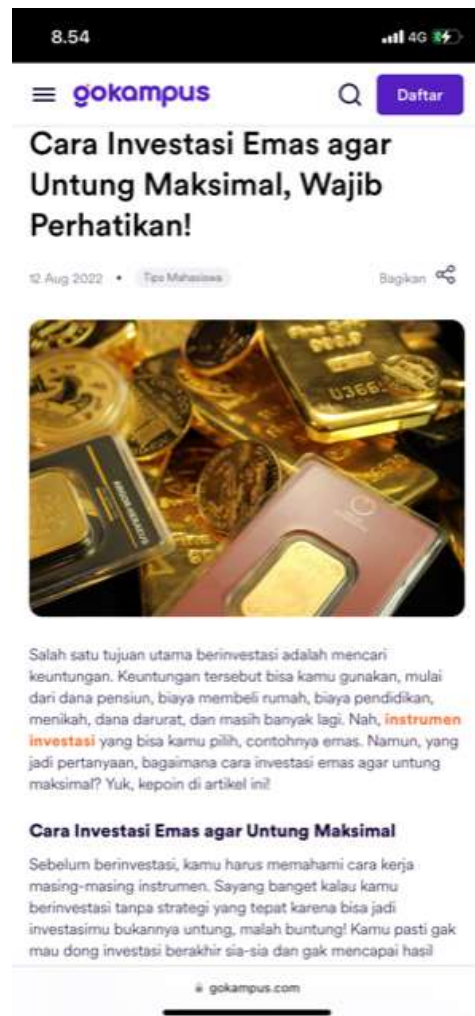 8.54
4G
gokampus
Daftar
Cara Investasi Emas agar
Untung Maksimal, Wajib
Perhatikan!
12 Aug 2022 • Tips Mahasiswa
Bagikan
U366
Salah satu tujuan utama berinvestasi adalah mencari
keuntungan. Keuntungan tersebut bisa kamu gunakan, mulai
dari dana pensiun, biaya membeli rumah, biaya pendidikan,
menikah, dana darurat, dan masih banyak lagi. Nah, instrumen
investasi yang bisa kamu pilih, contohnya emas. Namun, yang
jadi pertanyaan, bagaimana cara investasi emas agar untung
maksimal? Yuk, kepoin di artikel ini!
Cara Investasi Emas agar Untung Maksimal
Sebelum berinvestasi, kamu harus memahami cara kerja
masing-masing instrumen. Sayang banget kalau kamu
berinvestasi tanpa strategi yang tepat karena bisa jadi
investasimu bukannya untung, malah buntung! Kamu pasti gak
mau dong investasi berakhir sia-sia dan gak mencapai hasil
gokampus.com